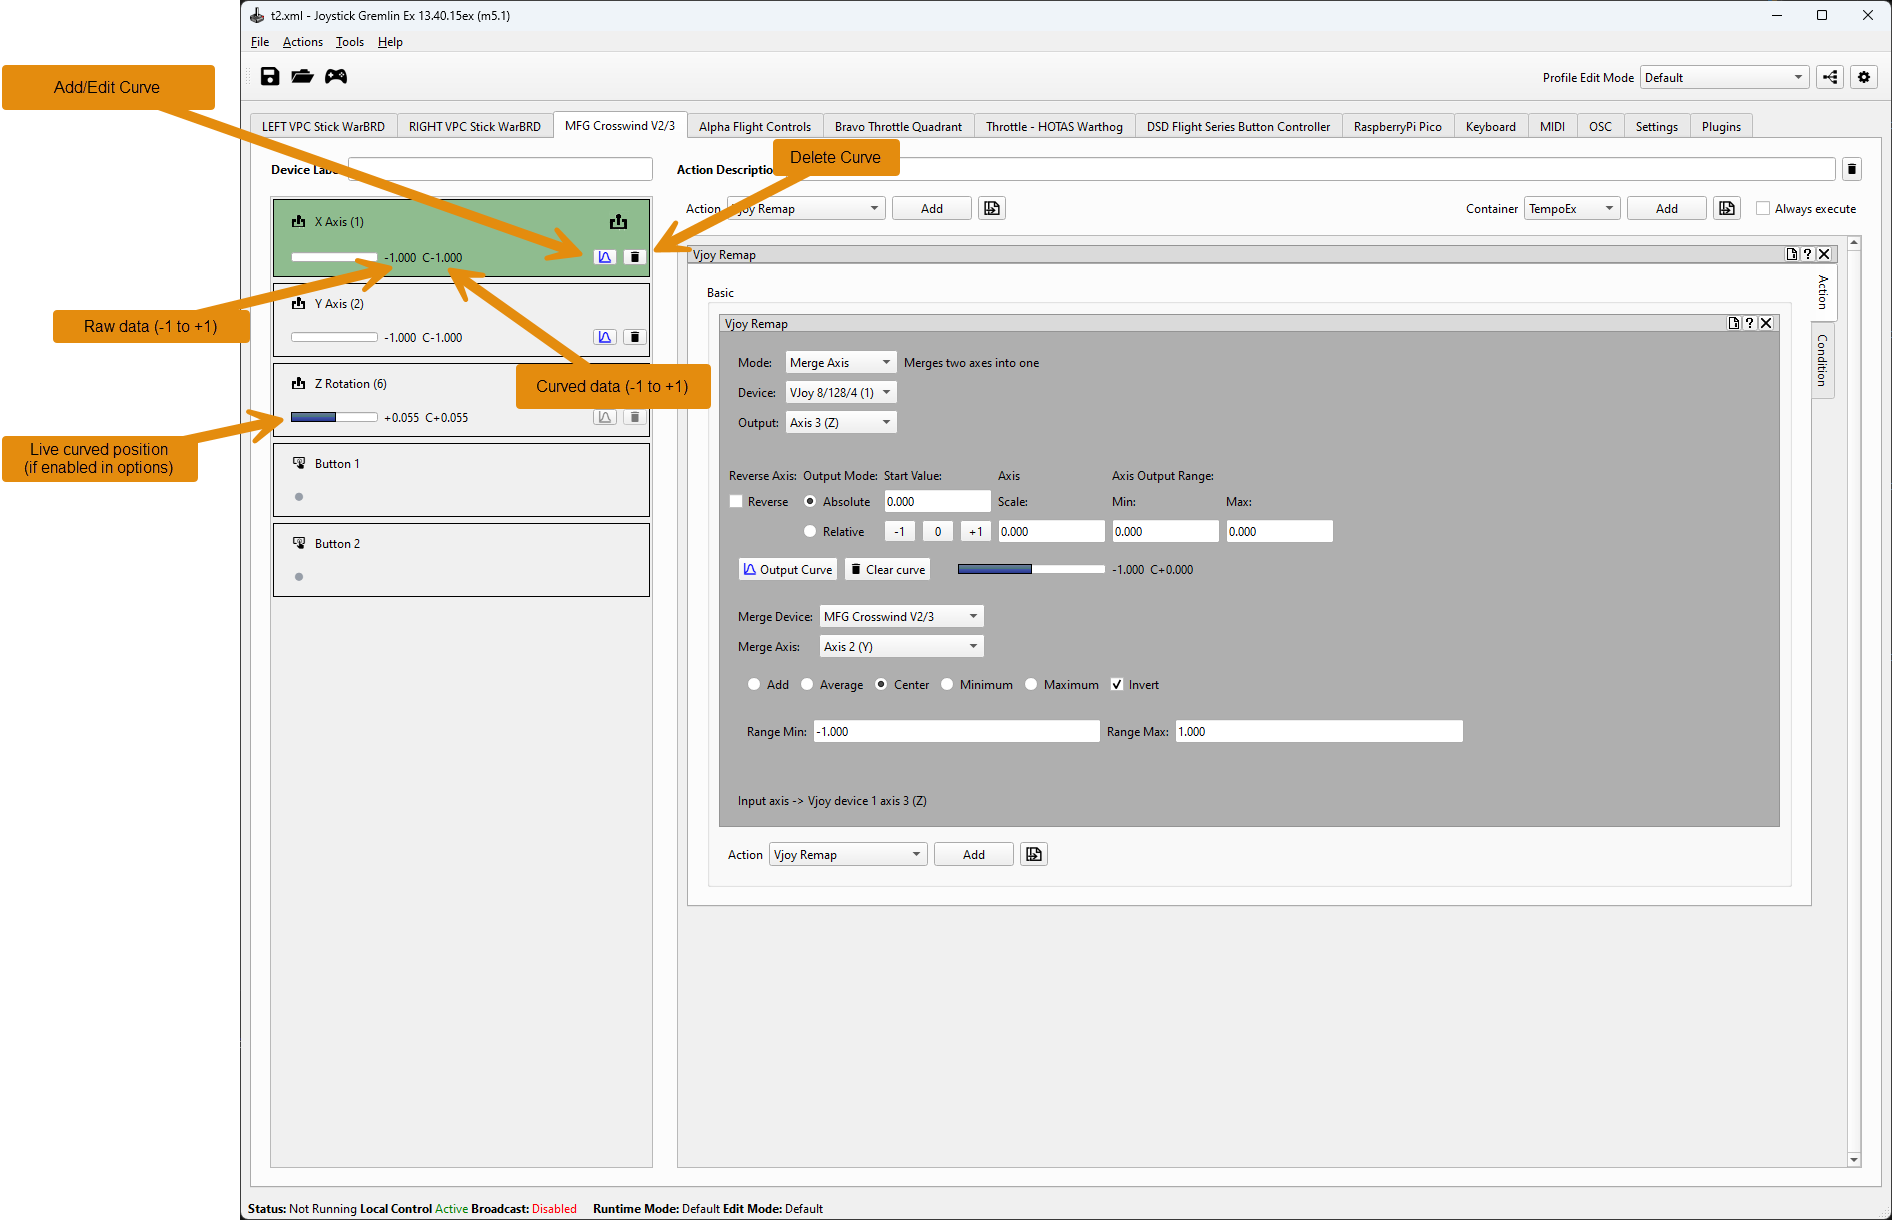 t2.xml - Joystick Gremlin Ex 13.40.15ex (m5.1)
File Actions Tools Help
Profile Edit Mode Default
Add/Edit Curve
LEFT VPC Stick WarBRD RIGHT VPC Stick WarBRD MFG Crosswind V2/3 Alpha Flight Controls Bravo Throttle Quadrant Throttle - HOTAS Warthog DSD Flight Series Button Controller RaspberryPi Pico Keyboard MIDI OSC Settings Plugins
Delete Curve
Device Labe
Action Descriptio
Action Vjoy Remap Add
Container TempoEx Add Always execute
X Axis (1)
-1.000 C-1.000
Y Axis (2)
-1.000 C-1.000
Z Rotation (6)
+0.055 C+0.055
Button 1
Button 2
Raw data (-1 to +1)
Curved data (-1 to +1)
Live curved position
(if enabled in options)
Vjoy Remap
?
Action
Condition
Basic
Vjoy Remap
?
Mode: Merge Axis Merges two axes into one
Device: VJoy 8/128/4 (1)
Output: Axis 3 (Z)
Reverse Axis: Output Mode: Start Value: Axis Axis Output Range:
Reverse Absolute 0.000 Scale: Min: Max:
Relative -1 0 +1 0.000 0.000 0.000
Output Curve Clear curve -1.000 C+0.000
Merge Device: MFG Crosswind V2/3
Merge Axis: Axis 2 (Y)
Add Average Center Minimum Maximum Invert
Range Min: -1.000 Range Max: 1.000
Input axis -> Vjoy device 1 axis 3 (Z)
Action Vjoy Remap Add
Status: Not Running Local Control Active Broadcast: Disabled Runtime Mode: Default Edit Mode: Default